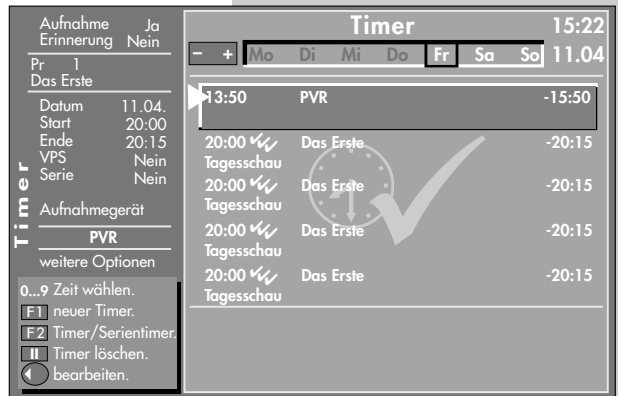 Aufnahme Ja
Erinnerung Nein
Pr 1
Das Erste
Datum 11.04.
Start 20:00
Ende 20:15
VPS Nein
Serie Nein
Aufnahmegerät
PVR
weitere Optionen
Timer
0...9 Zeit wählen.
F1 neuer Timer.
F2 Timer/Serientimer.
II Timer löschen.
bearbeiten.
Timer 15:22
- + Mo Di Mi Do Fr Sa So 11.04
13:50 PVR -15:50
20:00 Das Erste -20:15
Tagesschau
20:00 Das Erste -20:15
Tagesschau
20:00 Das Erste -20:15
Tagesschau
20:00 Das Erste -20:15
Tagesschau